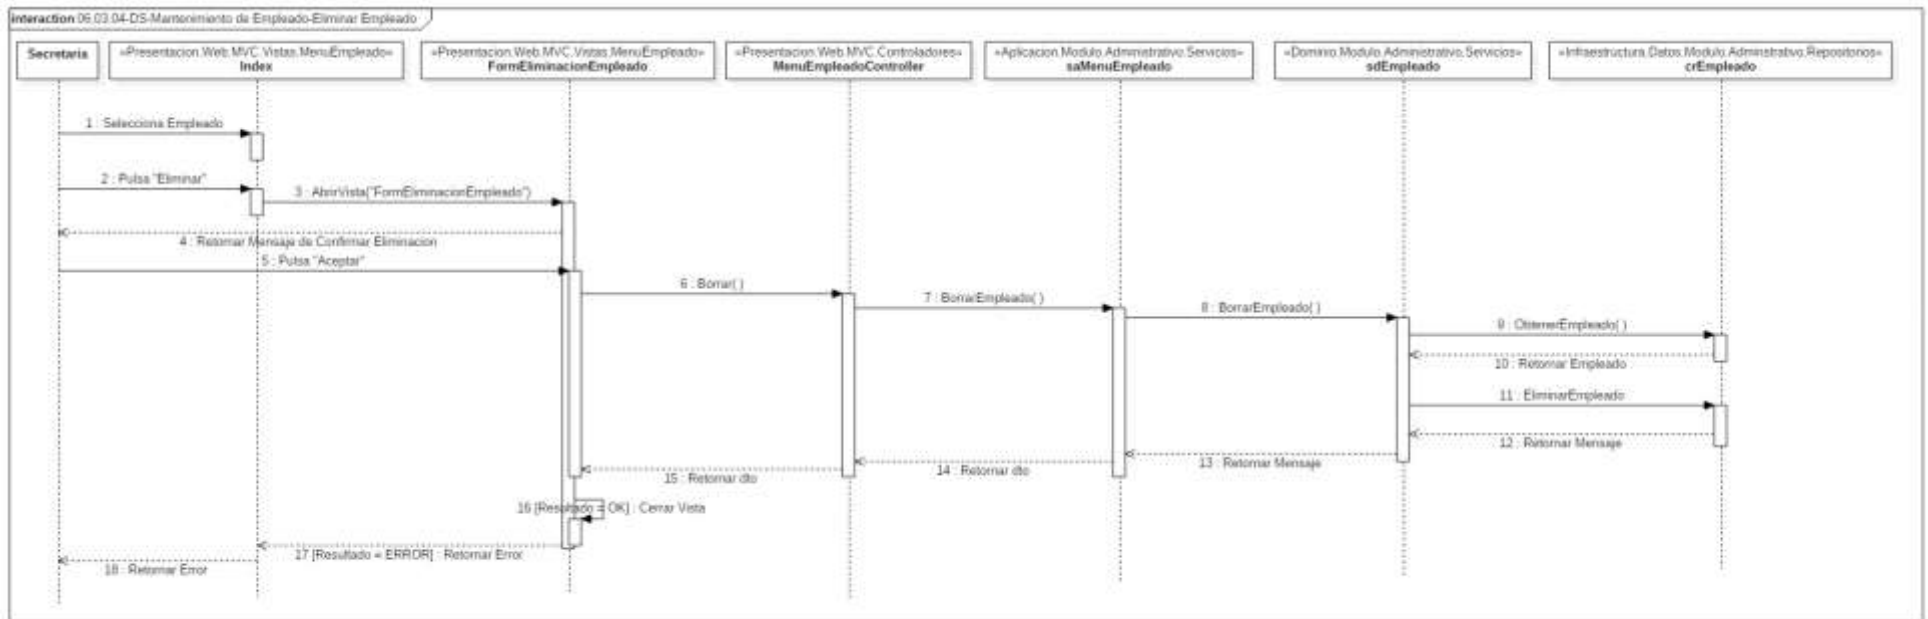 interaction 06.03.04-DS-Mantenimiento de Empleado-Eliminar Empleado
Secretaria
«Presentacion.Web.MVC.Vistas.MenuEmpleado»
Index
«Presentacion.Web.MVC.Vistas.MenuEmpleado»
FormEliminacionEmpleado
«Presentacion.Web.MVC.Controladores»
MenuEmpleadoController
«Aplicacion.Modulo.Administrativo.Servicios»
saMenuEmpleado
«Dominio.Modulo.Administrativo.Servicios»
sdEmpleado
«Infraestructura.Datos.Modulo.Adminstrativo.Repositorios»
crEmpleado
1 : Selecciona Empleado
2 : Pulsa "Eliminar"
3 : AbrirVista("FormEliminacionEmpleado")
4 : Retornar Mensaje de Confirmar Eliminacion
5 : Pulsa "Aceptar"
6 : Borrar( )
7 : BorrarEmpleado( )
8 : BorrarEmpleado( )
9 : ObtenerEmpleado( )
10 : Retornar Empleado
11 : EliminarEmpleado
12 : Retornar Mensaje
13 : Retornar Mensaje
14 : Retornar dto
15 : Retornar dto
16 [Resultado = OK] : Cerrar Vista
17 [Resultado = ERROR] : Retornar Error
18 : Retornar Error